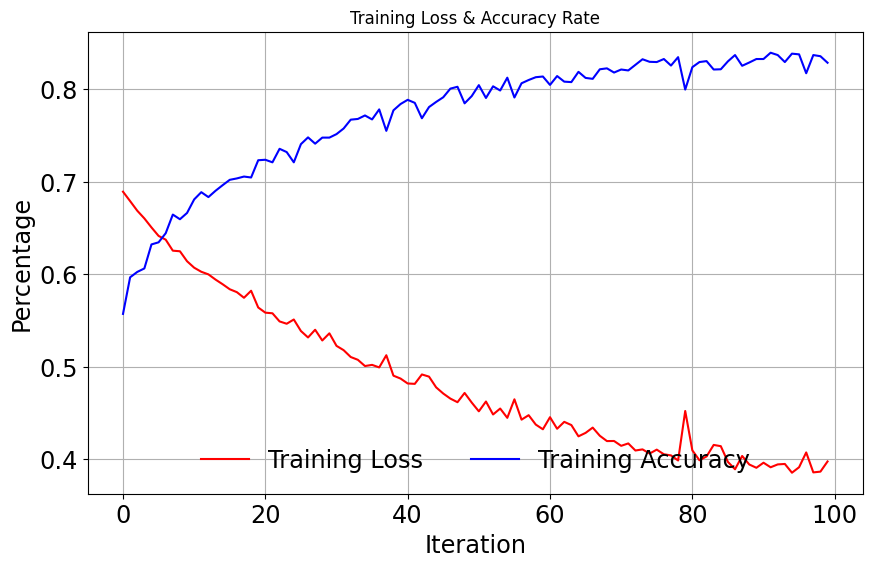 Training Loss & Accuracy Rate
Percentage
0.8
0.7
0.6
0.5
0.4
Training Loss
Training Accuracy
0 20 40 60 80 100
Iteration